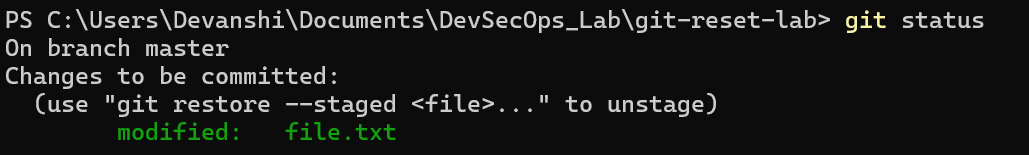 PS C:\Users\Devanshi\Documents\DevSecOps_Lab\git-reset-lab> git status
On branch master
Changes to be committed:
  (use "git restore --staged <file>..." to unstage)
        modified:   file.txt